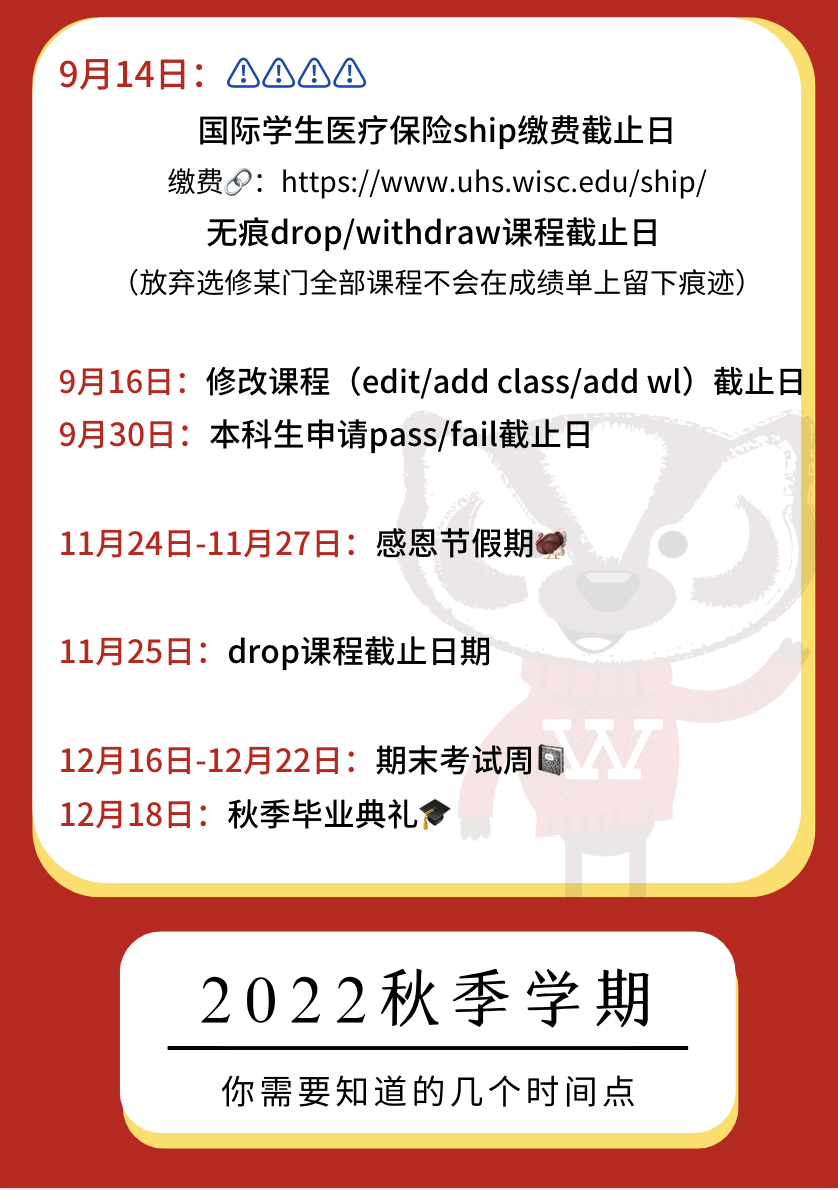 9月14日：⚠⚠⚠⚠
国际学生医疗保险ship缴费截止日
缴费🔗：https://www.uhs.wisc.edu/ship/
无痕drop/withdraw课程截止日
（放弃选修某门全部课程不会在成绩单上留下痕迹）
9月16日：修改课程（edit/add class/add wl）截止日
9月30日：本科生申请pass/fail截止日
11月24日-11月27日：感恩节假期🦃
11月25日：drop课程截止日期
12月16日-12月22日：期末考试周📓
12月18日：秋季毕业典礼🎓
W
2022秋季学期
你需要知道的几个时间点